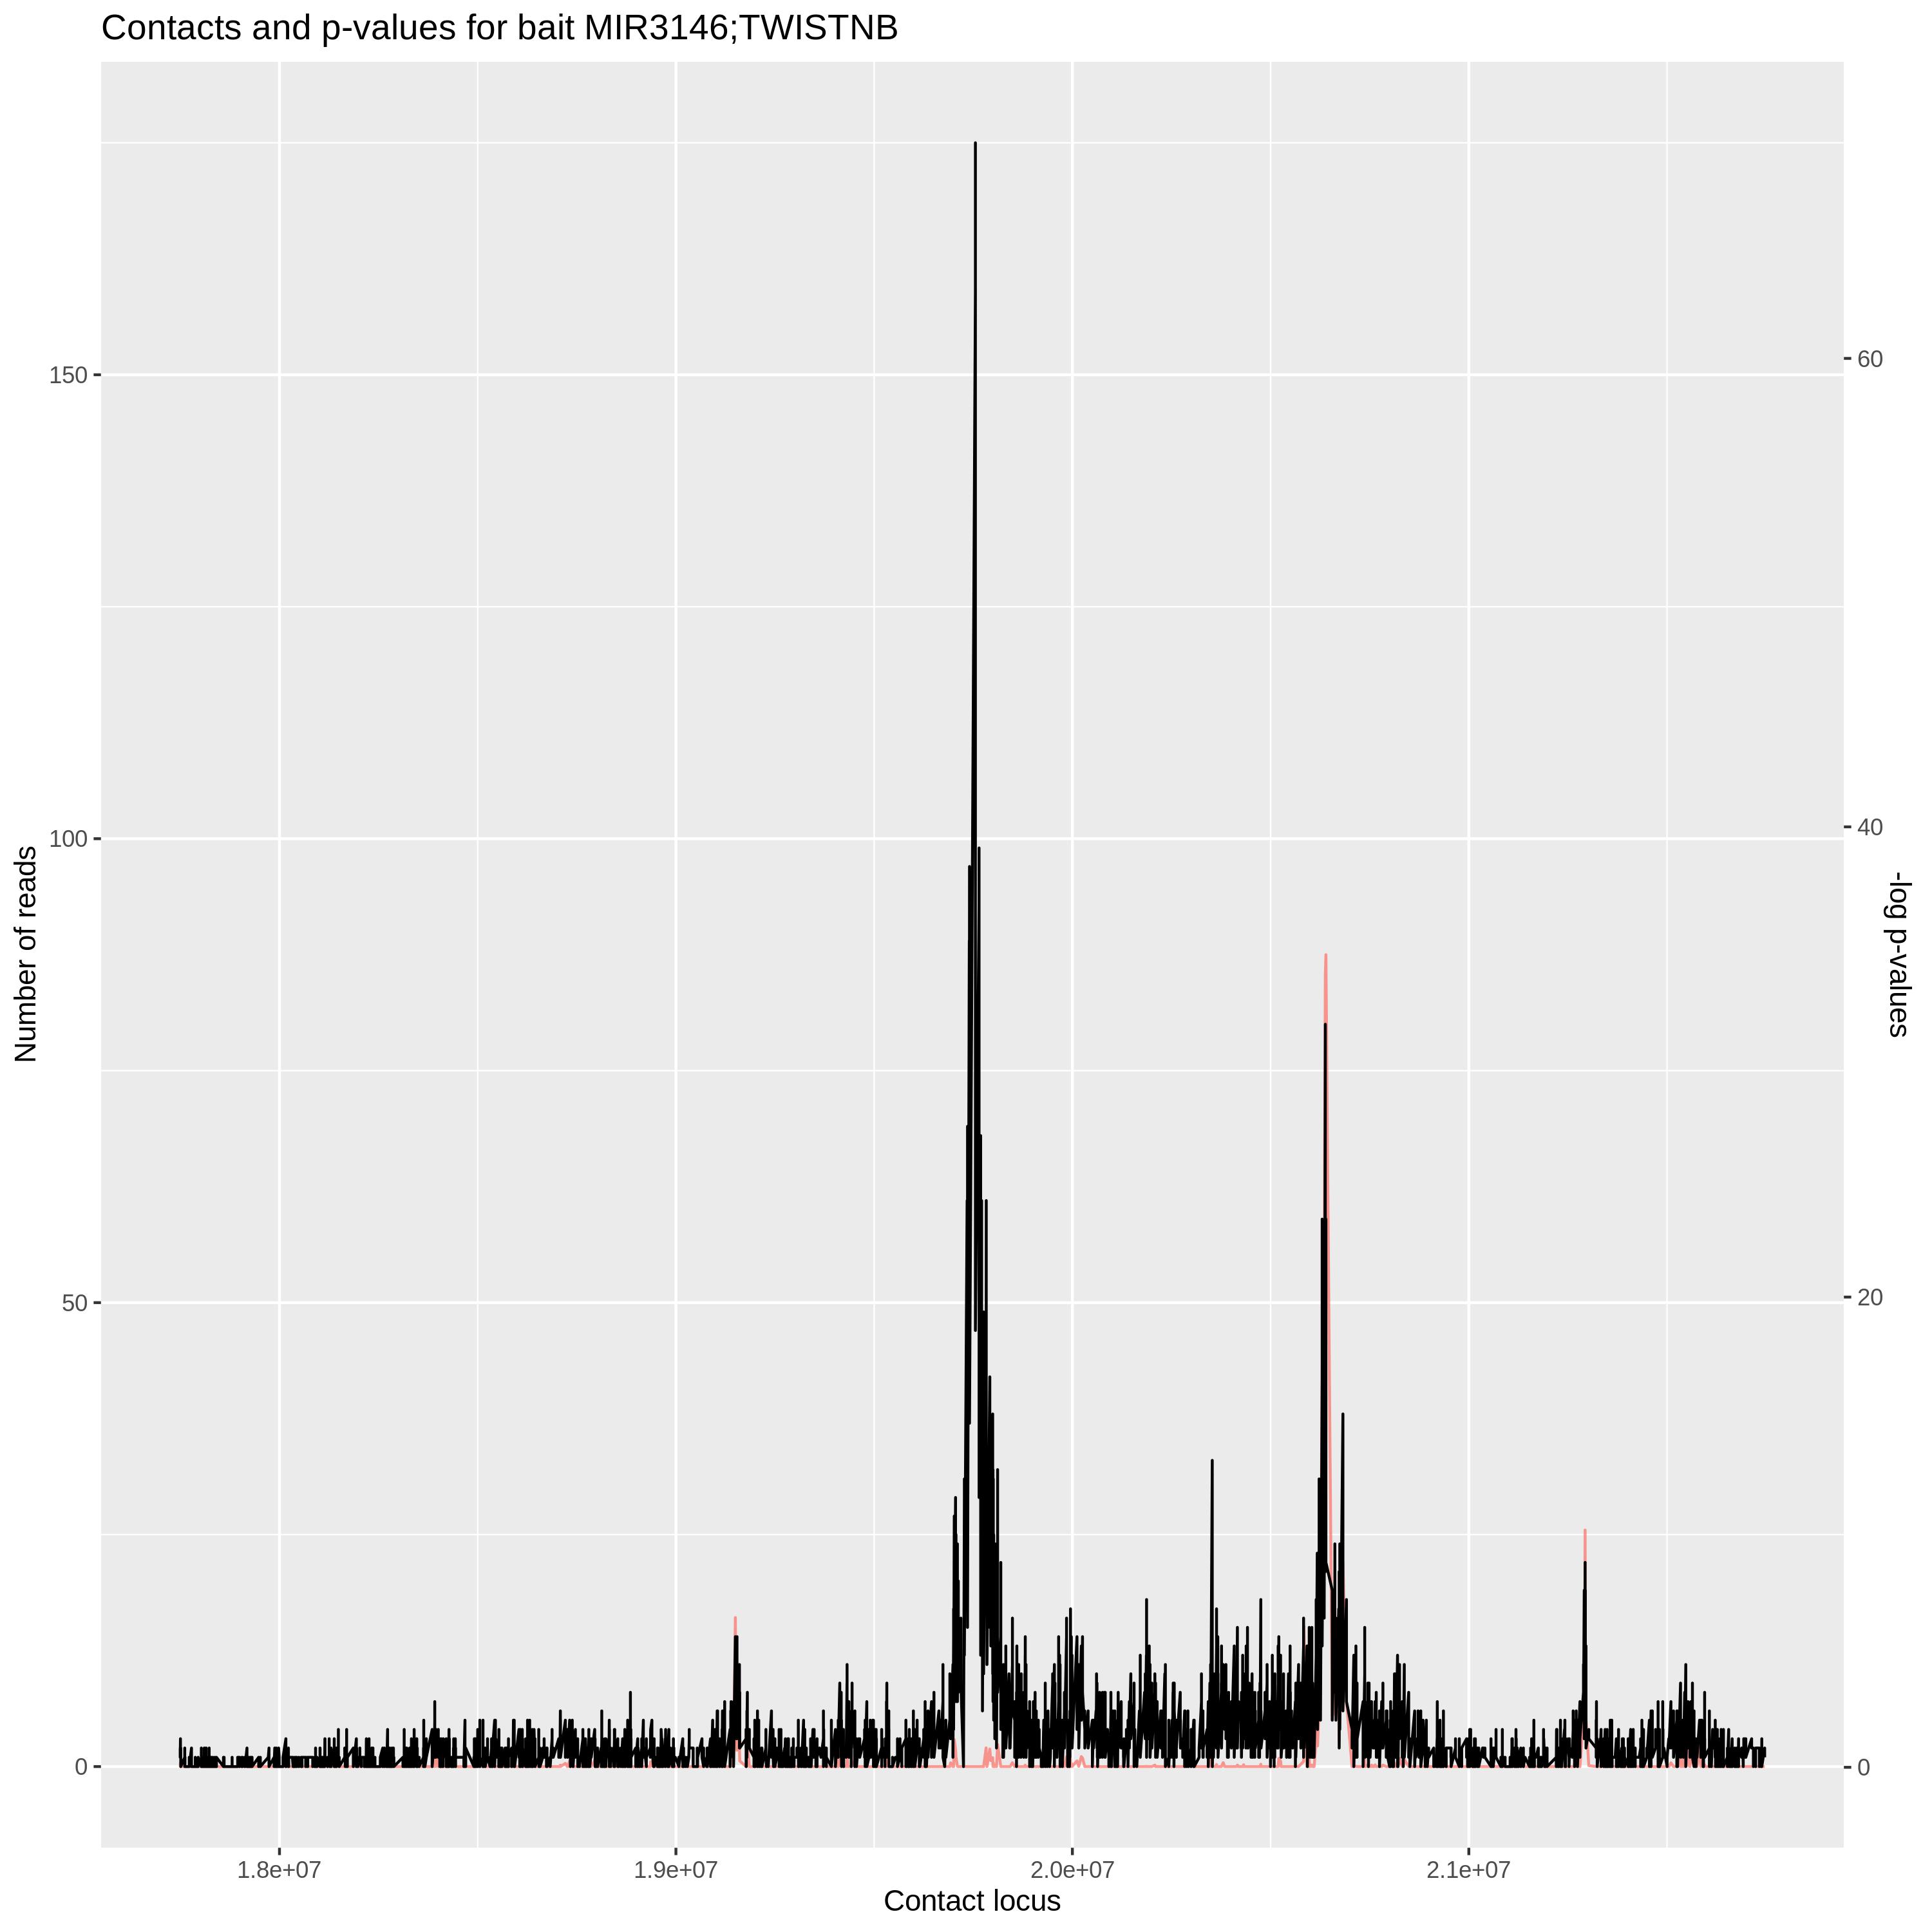 Contacts and p-values for bait MIR3146;TWISTNB
150
100
50
0
Number of reads
60
40
20
0
-log p-values
1.8e+07
1.9e+07
2.0e+07
2.1e+07
Contact locus